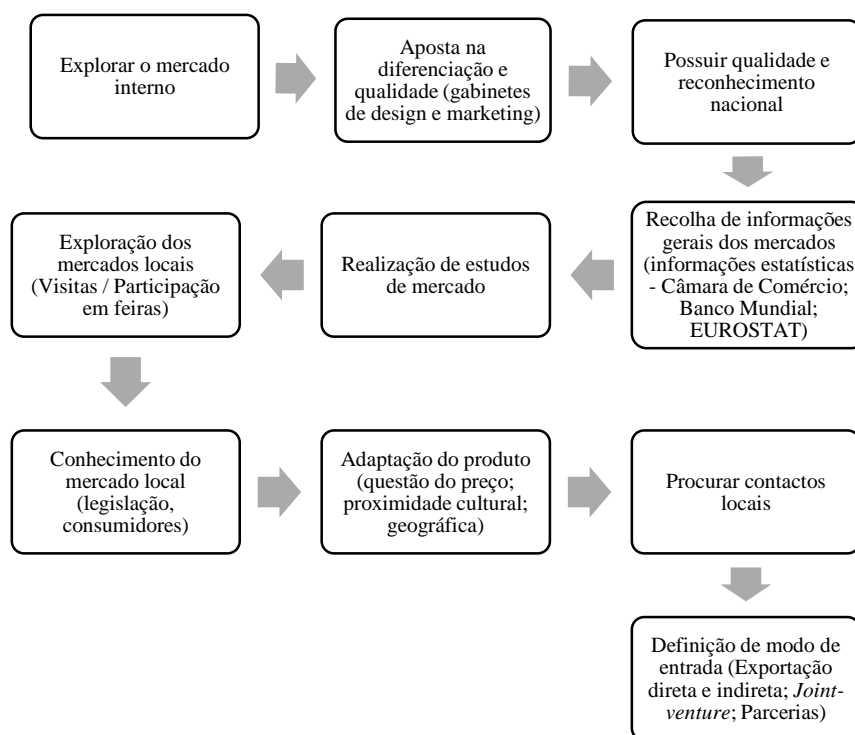 Explorar o mercado
interno
Aposta na
diferenciação e
qualidade (gabinetes
de design e marketing)
Possuir qualidade e
reconhecimento
nacional
Recolha de informações
gerais dos mercados
(informações estatísticas
- Câmara de Comércio;
Banco Mundial;
EUROSTAT)
Realização de estudos
de mercado
Exploração dos
mercados locais
(Visitas / Participação
em feiras)
Conhecimento do
mercado local
(legislação,
consumidores)
Adaptação do produto
(questão do preço;
proximidade cultural;
geográfica)
Procurar contactos
locais
Definição de modo de
entrada (Exportação
direta e indireta; Joint-
venture; Parcerias)